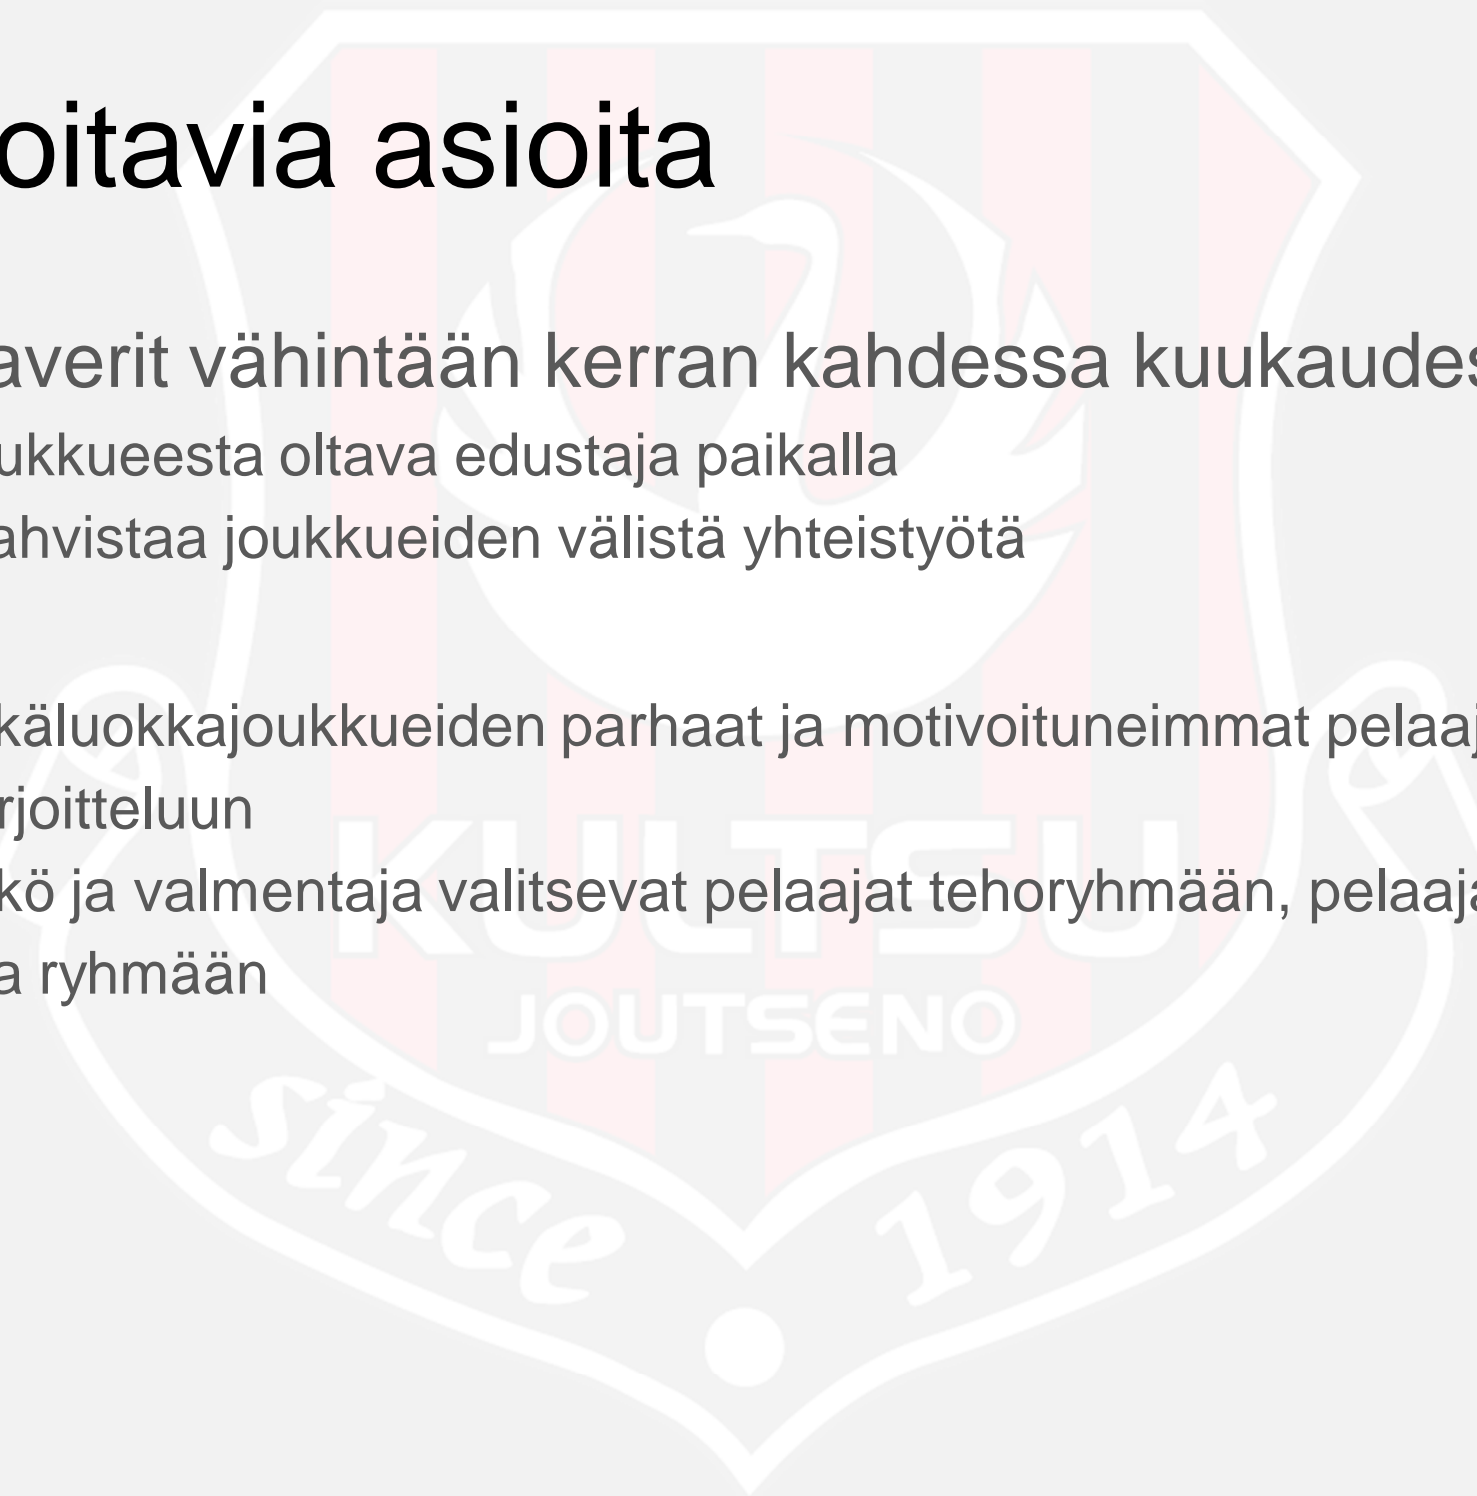 oitavia asioita
averit vähintään kerran kahdessa kuukaudes
ukkueesta oltava edustaja paikalla
ahvistaa joukkueiden välistä yhteistyötä
käluokkajoukkueiden parhaat ja motivoituneimmat pelaaj
rjoitteluun
kö ja valmentaja valitsevat pelaajat tehoryhmään, pelaaja
a ryhmään
KULTSU
JOUTSENO
since 1914